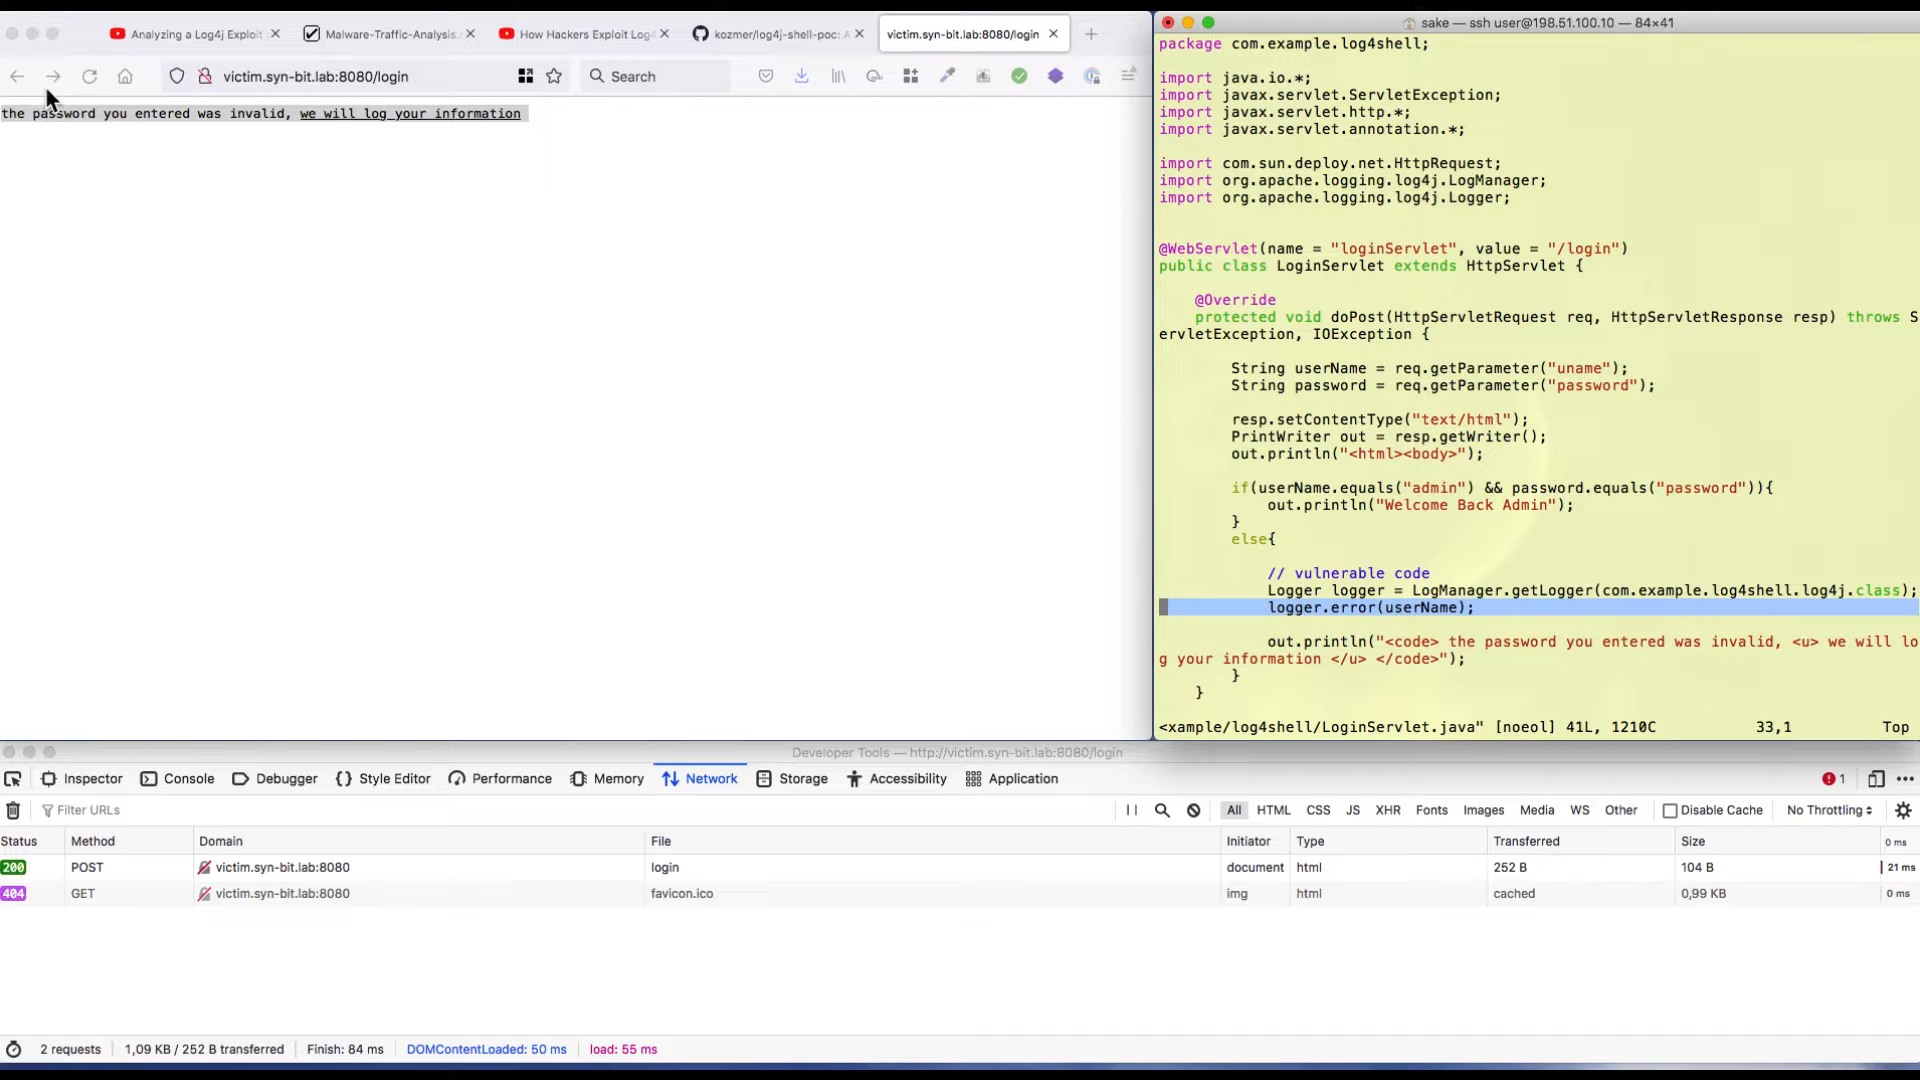 Analyzing a Log4j Exploit
Malware-Traffic-Analysis.
How Hackers Exploit Log4
kozmer/log4j-shell-poc: A
victim.syn-bit.lab:8080/login
victim.syn-bit.lab:8080/login
Search
the password you entered was invalid, we will log your information
sake — ssh user@198.51.100.10 — 84×41
package com.example.log4shell;
import java.io.*;
import javax.servlet.ServletException;
import javax.servlet.http.*;
import javax.servlet.annotation.*;
import com.sun.deploy.net.HttpRequest;
import org.apache.logging.log4j.LogManager;
import org.apache.logging.log4j.Logger;
@WebServlet(name = "loginServlet", value = "/login")
public class LoginServlet extends HttpServlet {
@Override
protected void doPost(HttpServletRequest req, HttpServletResponse resp) throws S
ervletException, IOException {
String userName = req.getParameter("uname");
String password = req.getParameter("password");
resp.setContentType("text/html");
PrintWriter out = resp.getWriter();
out.println("<html><body>");
if(userName.equals("admin") && password.equals("password")){
out.println("Welcome Back Admin");
}
else{
// vulnerable code
Logger logger = LogManager.getLogger(com.example.log4shell.log4j.class);
logger.error(userName);
out.println("<code> the password you entered was invalid, <u> we will lo
g your information </u> </code>");
}
}
<xample/log4shell/LoginServlet.java" [noeol] 41L, 1210C 33,1 Top
Developer Tools — http://victim.syn-bit.lab:8080/login
Inspector Console Debugger Style Editor Performance Memory Network Storage Accessibility Application 1
Filter URLs All HTML CSS JS XHR Fonts Images Media WS Other Disable Cache No Throttling
Status Method Domain File Initiator Type Transferred Size 0 ms
200 POST victim.syn-bit.lab:8080 login document html 252 B 104 B 21 ms
404 GET victim.syn-bit.lab:8080 favicon.ico img html cached 0,99 KB 0 ms
2 requests 1,09 KB / 252 B transferred Finish: 84 ms DOMContentLoaded: 50 ms load: 55 ms